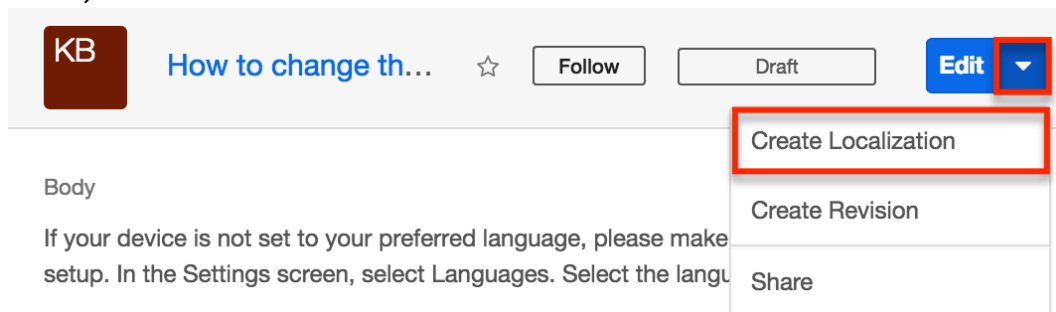 KB
How to change th...
Follow
Draft
Edit
Create Localization
Create Revision
Share
Body
If your device is not set to your preferred language, please make
setup. In the Settings screen, select Languages. Select the